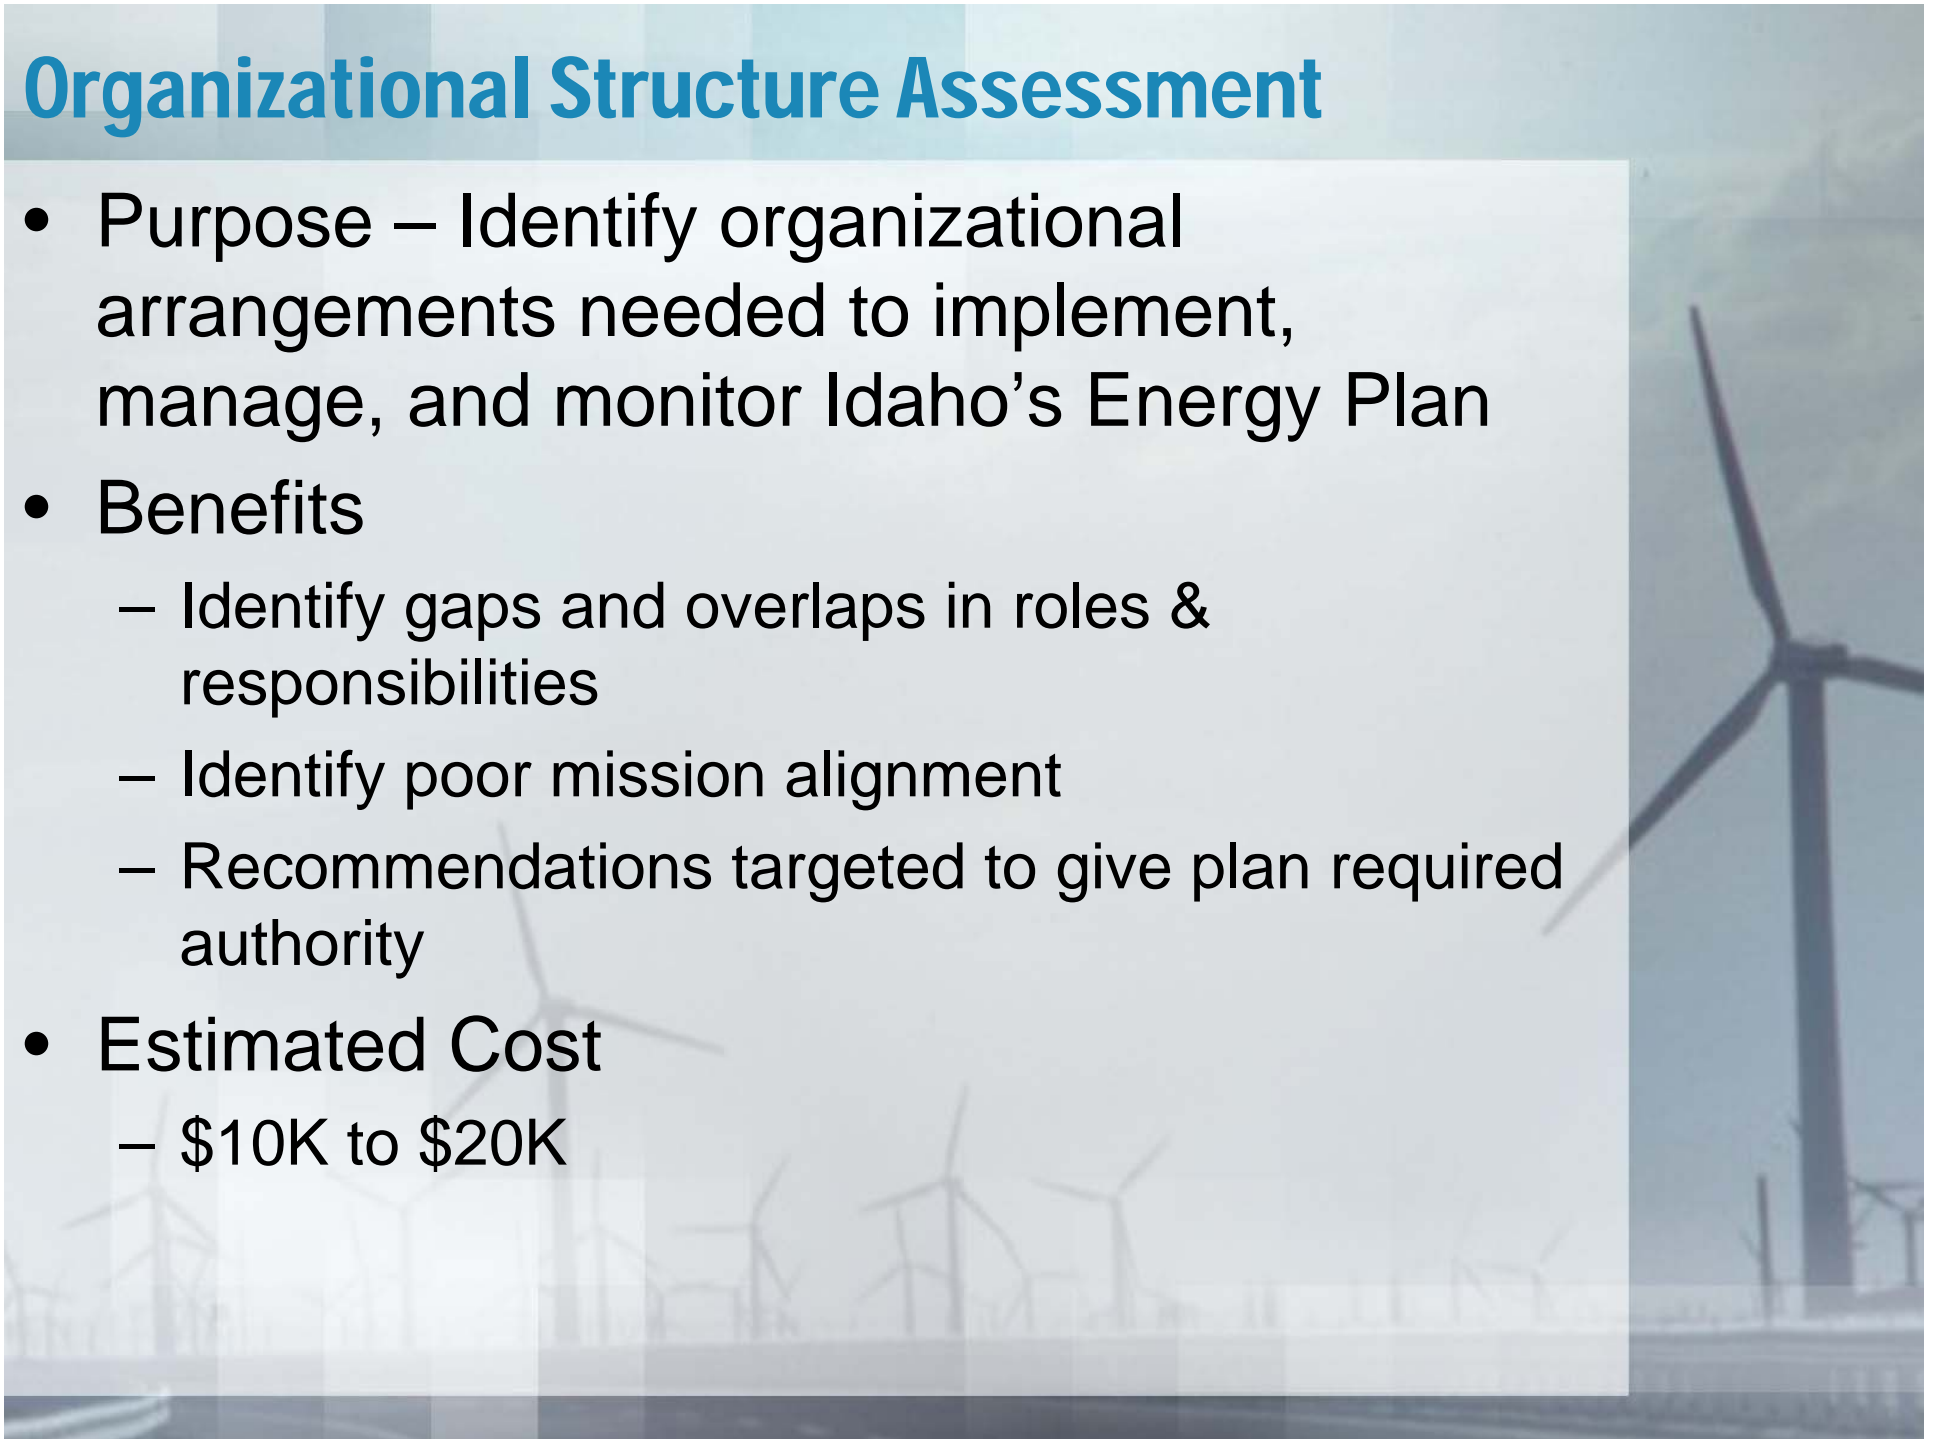 Organizational Structure Assessment
• Purpose – Identify organizational
arrangements needed to implement,
manage, and monitor Idaho’s Energy Plan
• Benefits
– Identify gaps and overlaps in roles &
responsibilities
– Identify poor mission alignment
– Recommendations targeted to give plan required
authority
• Estimated Cost
– $10K to $20K